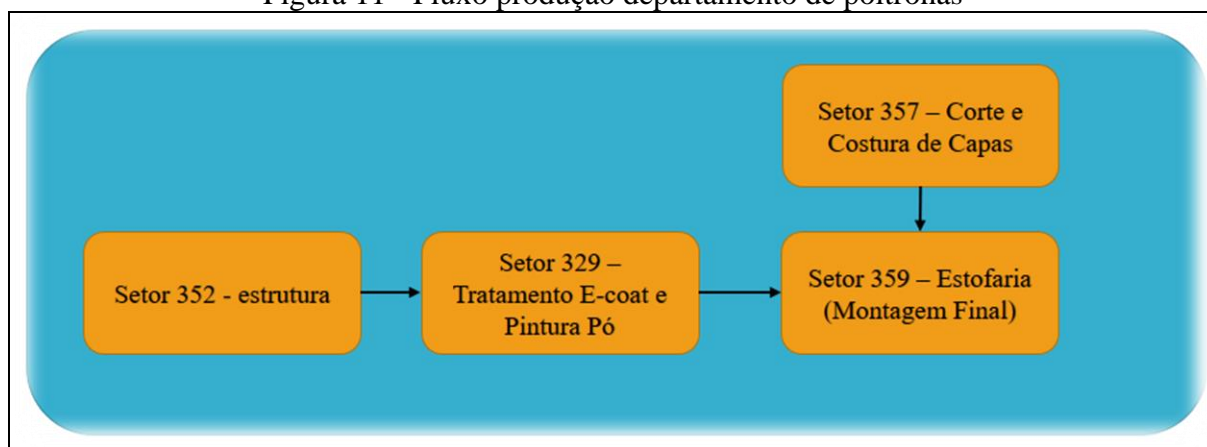 Figura 11 - Fluxo produção departamento de poltronas
Setor 357 – Corte e
Costura de Capas
Setor 352 - estrutura
Setor 329 –
Tratamento E-coat e
Pintura Pó
Setor 359 – Estofaria
(Montagem Final)